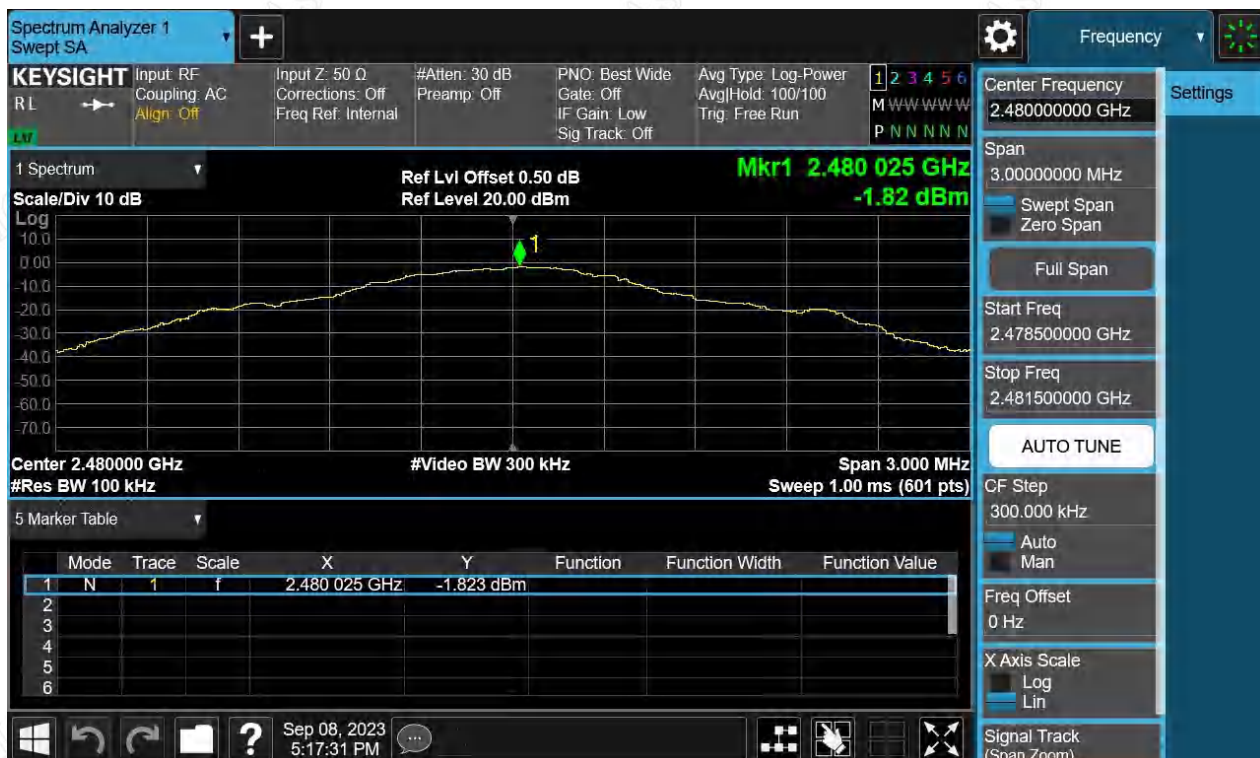 Spectrum Analyzer 1
Swept SA
+
Frequency
KEYSIGHT
RL
Input: RF
Coupling: AC
Align: Off
Input Z: 50 Ω
Corrections: Off
Freq Ref: Internal
#Atten: 30 dB
Preamp: Off
PNO: Best Wide
Gate: Off
IF Gain: Low
Sig Track: Off
Avg Type: Log-Power
Avg|Hold: 100/100
Trig: Free Run
1 2 3 4 5 6
M W W W W W
P N N N N N
1 Spectrum
Scale/Div 10 dB
Ref Lvl Offset 0.50 dB
Ref Level 20.00 dBm
Mkr1 2.480 025 GHz
-1.82 dBm
Log
10.0
0.00
-10.0
-20.0
-30.0
-40.0
-50.0
-60.0
-70.0
1
Center 2.480000 GHz
#Res BW 100 kHz
#Video BW 300 kHz
Span 3.000 MHz
Sweep 1.00 ms (601 pts)
5 Marker Table
Mode Trace Scale X Y Function Function Width Function Value
1 N 1 f 2.480 025 GHz -1.823 dBm
2
3
4
5
6
?
Sep 08, 2023
5:17:31 PM
Center Frequency
2.480000000 GHz
Settings
Span
3.00000000 MHz
Swept Span
Zero Span
Full Span
Start Freq
2.478500000 GHz
Stop Freq
2.481500000 GHz
AUTO TUNE
CF Step
300.000 kHz
Auto
Man
Freq Offset
0 Hz
X Axis Scale
Log
Lin
Signal Track
(Span Zoom)